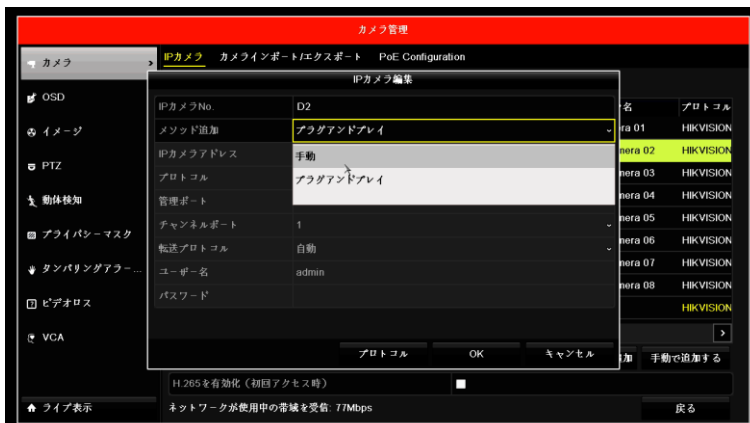 カメラ管理
カメラ
OSD
イメージ
PTZ
動体検知
プライバシーマスク
タンパリングアラー...
ビデオロス
VCA
ライブ表示
IPカメラ カメラインポート/エクスポート PoE Configuration
IPカメラ編集
IPカメラNo. D2
メソッド追加 プラグアンドプレイ
IPカメラアドレス 手動
プロトコル プラグアンドプレイ
管理ポート
チャンネルポート 1
転送プロトコル 自動
ユーザー名 admin
パスワード
プロトコル OK キャンセル
名 プロトコル
ra 01 HIKVISION
nera 02 HIKVISION
nera 03 HIKVISION
nera 04 HIKVISION
nera 05 HIKVISION
nera 06 HIKVISION
nera 07 HIKVISION
nera 08 HIKVISION
HIKVISION
加 手動で追加する
H.265を有効化（初回アクセス時）
ネットワークが使用中の帯域を受信: 77Mbps
戻る